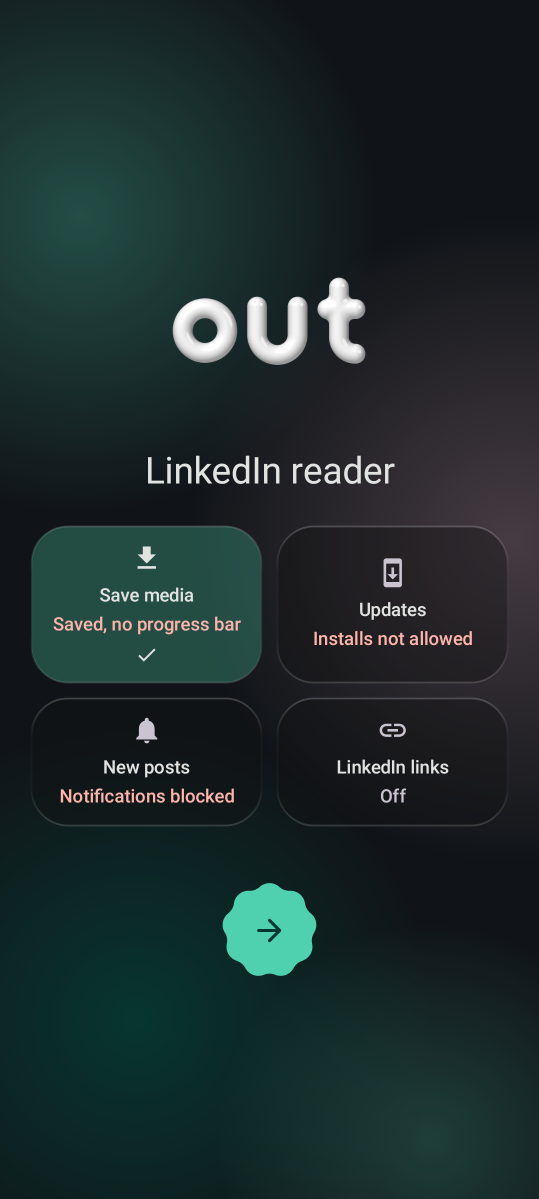 out
LinkedIn reader
Save media
Saved, no progress bar
Updates
Installs not allowed
New posts
Notifications blocked
LinkedIn links
Off